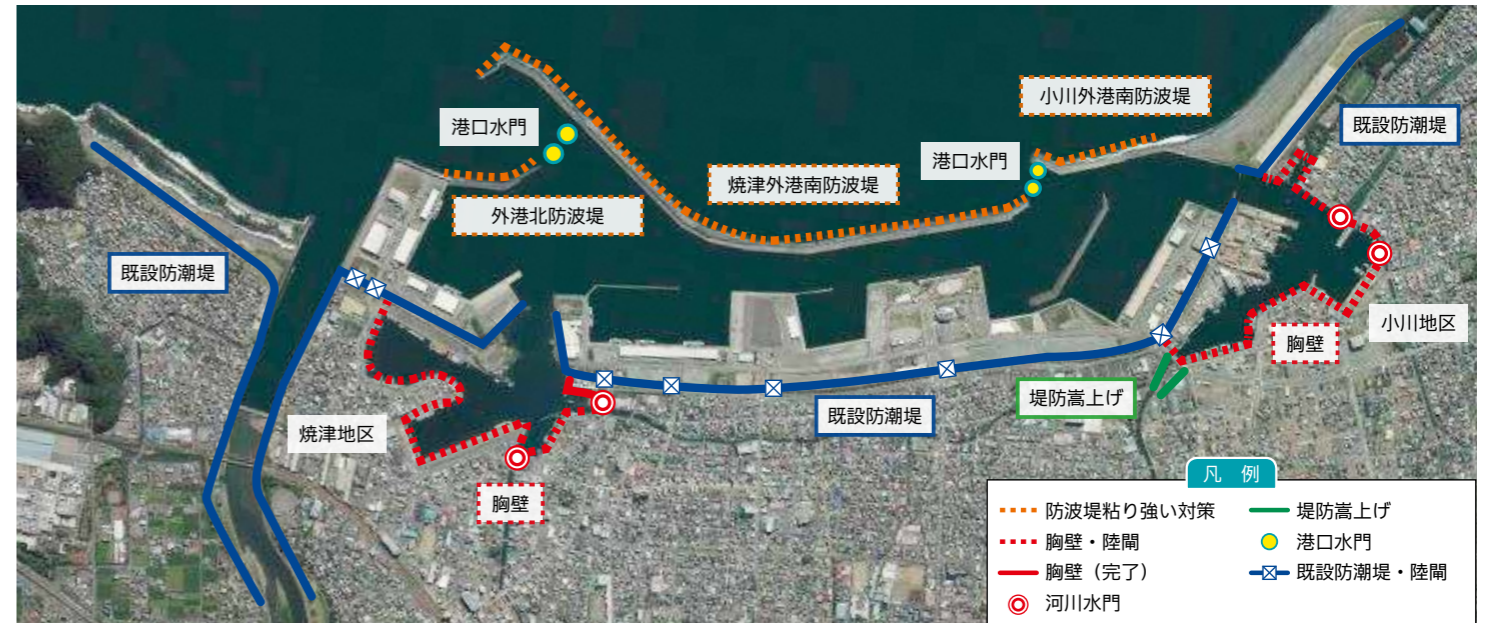 小川外港南防波堤
港口水門
既設防潮堤
港口水門
焼津外港南防波堤
外港北防波堤
既設防潮堤
小川地区
胸壁
堤防嵩上げ
既設防潮堤
焼津地区
胸壁
凡 例
防波堤粘り強い対策
堤防嵩上げ
胸壁・陸閘
港口水門
胸壁（完了）
既設防潮堤・陸閘
河川水門